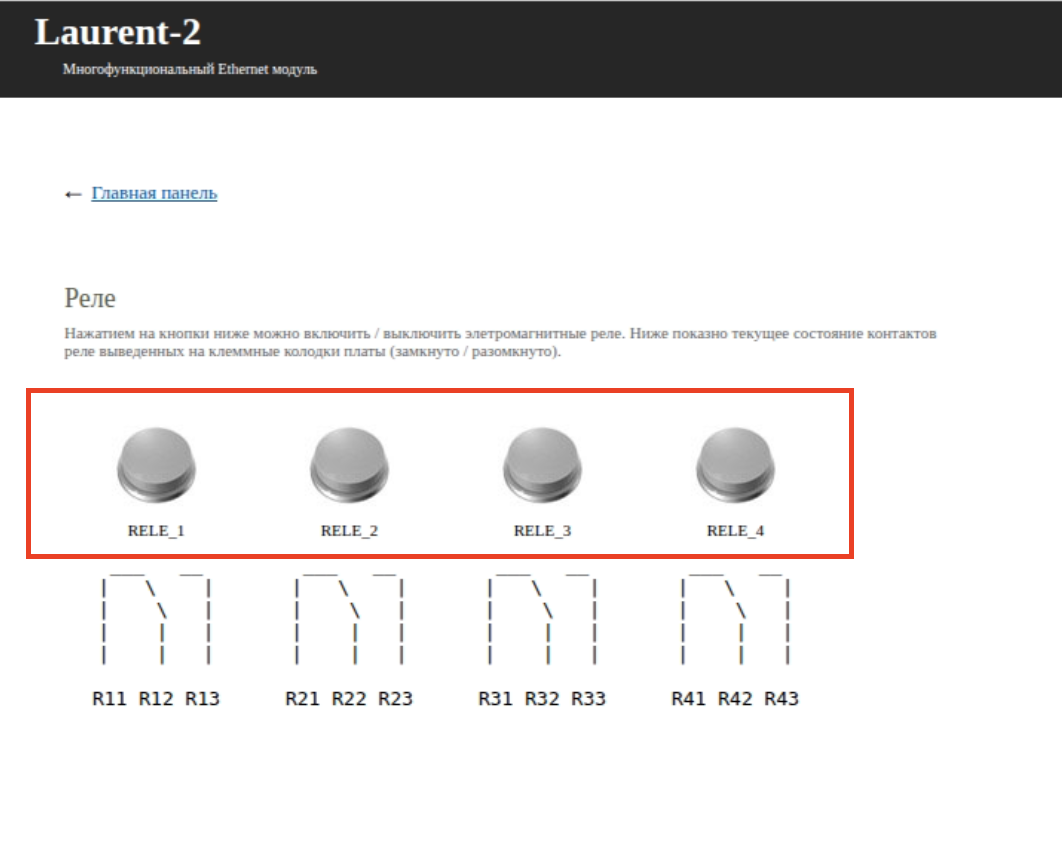 Laurent-2
Многофункциональный Ethernet модуль
← Главная панель
Реле
Нажатием на кнопки ниже можно включить / выключить элетромагнитные реле. Ниже показно текущее состояние контактов
реле выведенных на клеммные колодки платы (замкнуто / разомкнуто).
RELE_1 RELE_2 RELE_3 RELE_4
R11 R12 R13 R21 R22 R23 R31 R32 R33 R41 R42 R43